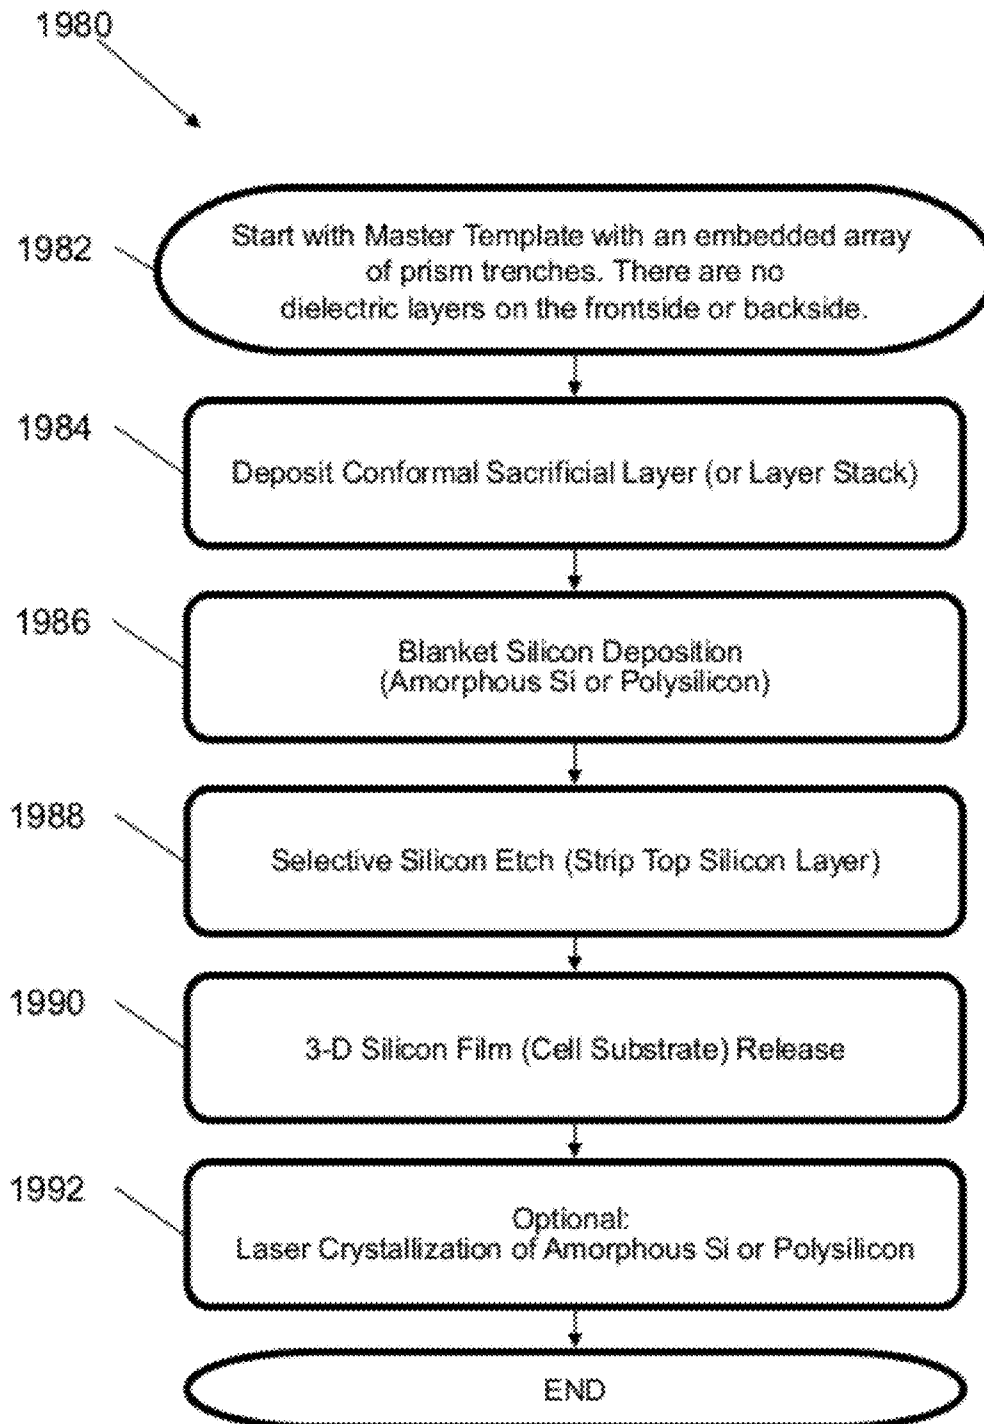 1980
1982
Start with Master Template with an embedded array
of prism trenches. There are no
dielectric layers on the frontside or backside.
1984
Deposit Conformal Sacrificial Layer (or Layer Stack)
1986
Blanket Silicon Deposition
(Amorphous Si or Polysilicon)
1988
Selective Silicon Etch (Strip Top Silicon Layer)
1990
3-D Silicon Film (Cell Substrate) Release
1992
Optional:
Laser Crystallization of Amorphous Si or Polysilicon
END